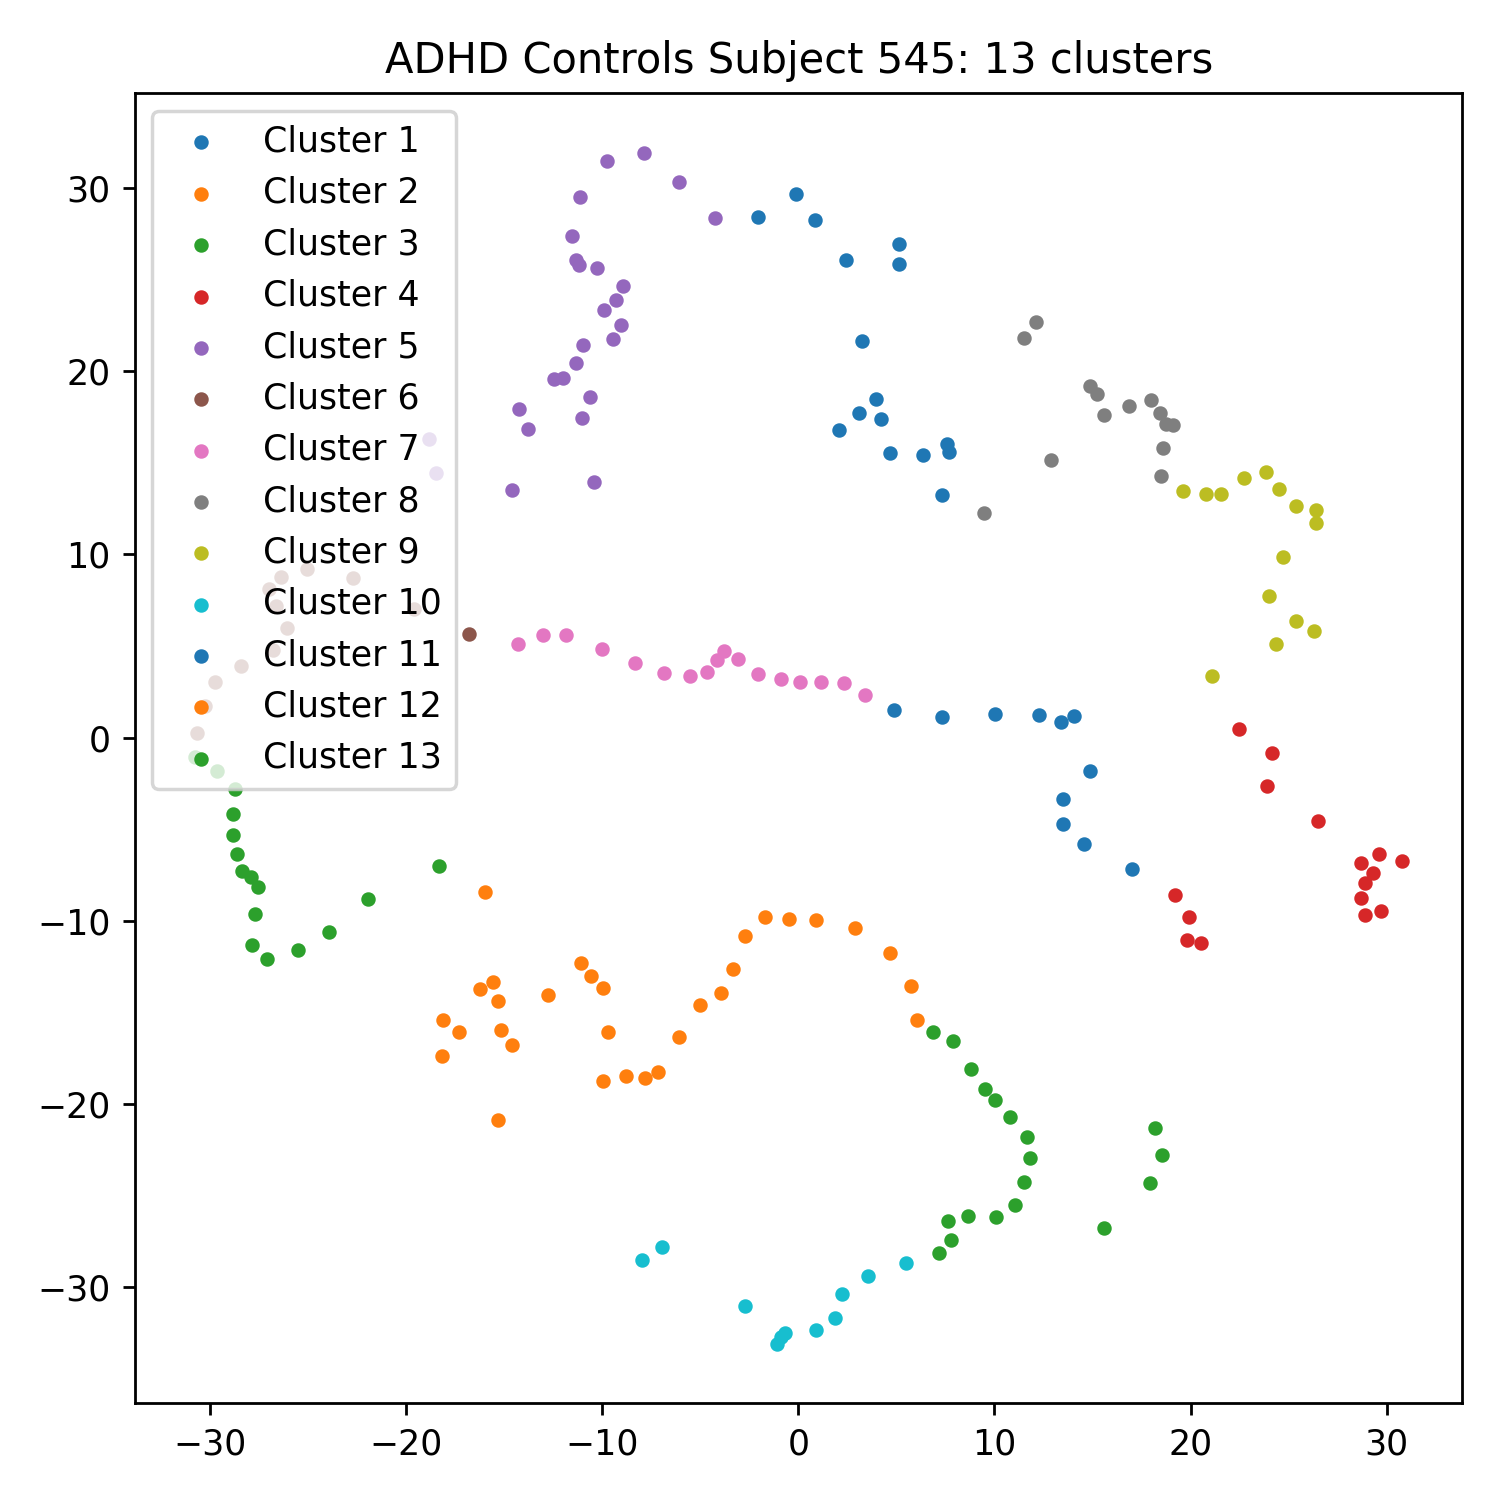 ADHD Controls Subject 545: 13 clusters
Cluster 1
Cluster 2
Cluster 3
Cluster 4
Cluster 5
Cluster 6
Cluster 7
Cluster 8
Cluster 9
Cluster 10
Cluster 11
Cluster 12
Cluster 13
30
20
10
0
−10
−20
−30
−30 −20 −10 0 10 20 30